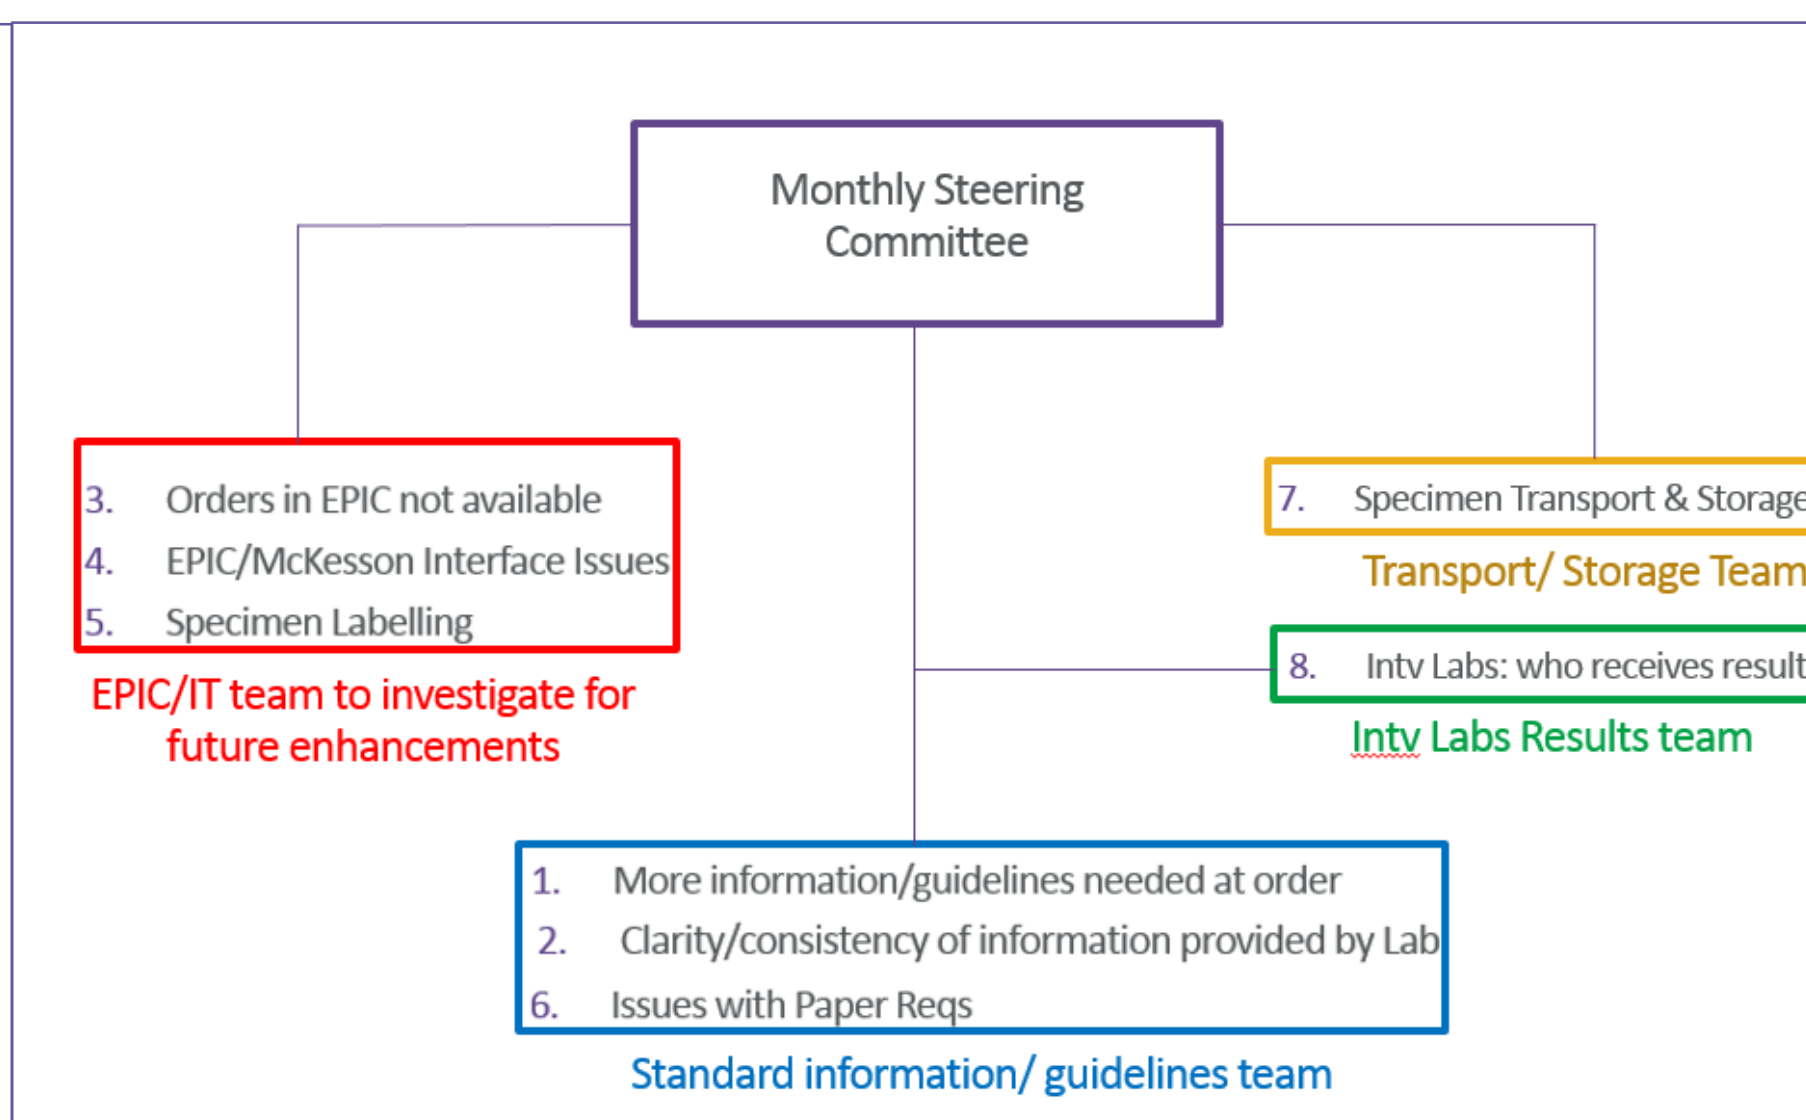 Monthly Steering
Committee
3. Orders in EPIC not available
4. EPIC/McKesson Interface Issues
5. Specimen Labelling
EPIC/IT team to investigate for
future enhancements
7. Specimen Transport & Storage
Transport/ Storage Team
8. Intv Labs: who receives result
Intv Labs Results team
1. More information/guidelines needed at order
2. Clarity/consistency of information provided by Lab
6. Issues with Paper Reqs
Standard information/ guidelines team